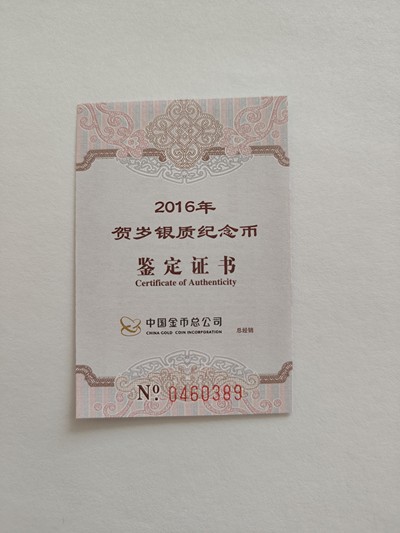 2016年
贺岁银质纪念币
鉴定证书
Certificate of Authenticity
中国金币总公司
CHINA GOLD COIN INCORPORATION
总经销
No. 0460389